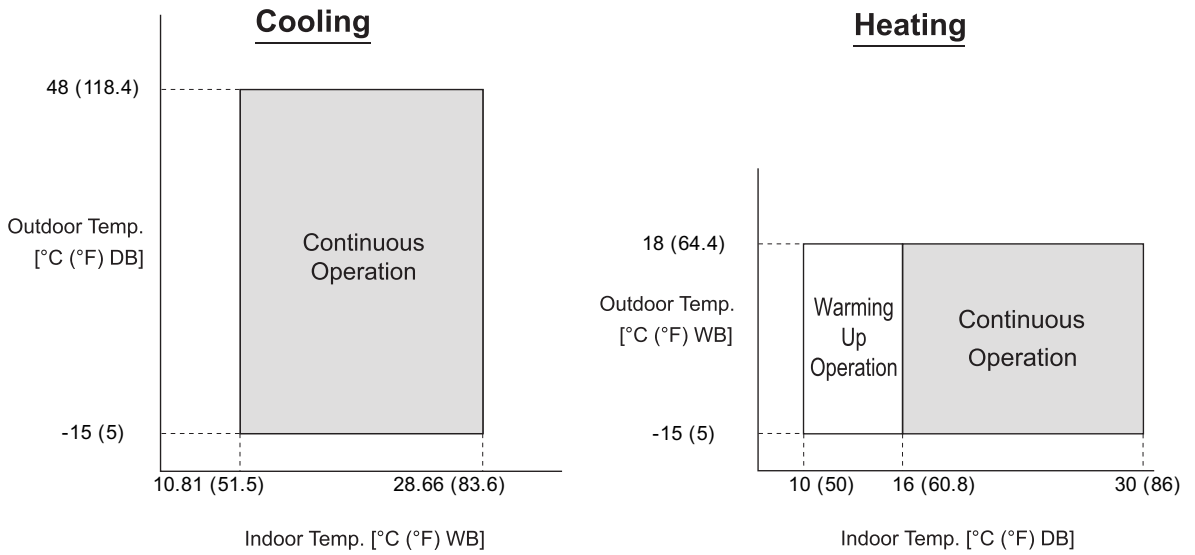 Cooling
48 (118.4)
Outdoor Temp.
[°C (°F) DB]
Continuous
Operation
-15 (5)
10.81 (51.5)
28.66 (83.6)
Indoor Temp. [°C (°F) WB]
Heating
18 (64.4)
Outdoor Temp.
[°C (°F) WB]
Warming
Up
Operation
Continuous
Operation
-15 (5)
10 (50)
16 (60.8)
30 (86)
Indoor Temp. [°C (°F) DB]